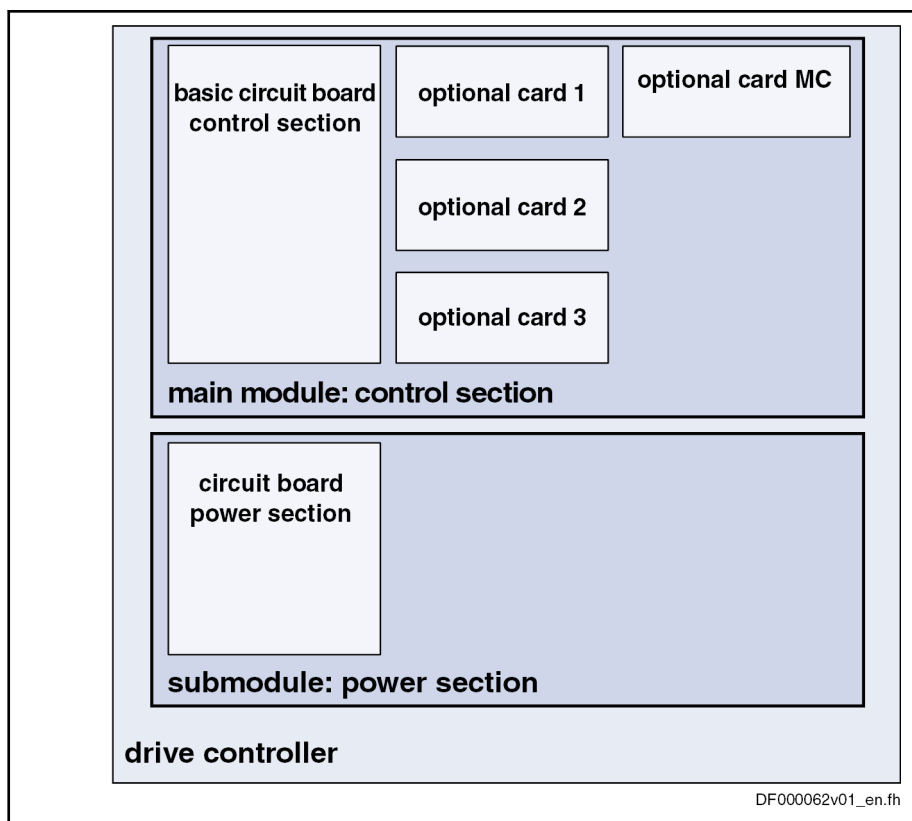 basic circuit board
control section
optional card 1
optional card MC
optional card 2
optional card 3
main module: control section
circuit board
power section
submodule: power section
drive controller
DF000062v01_en.fh